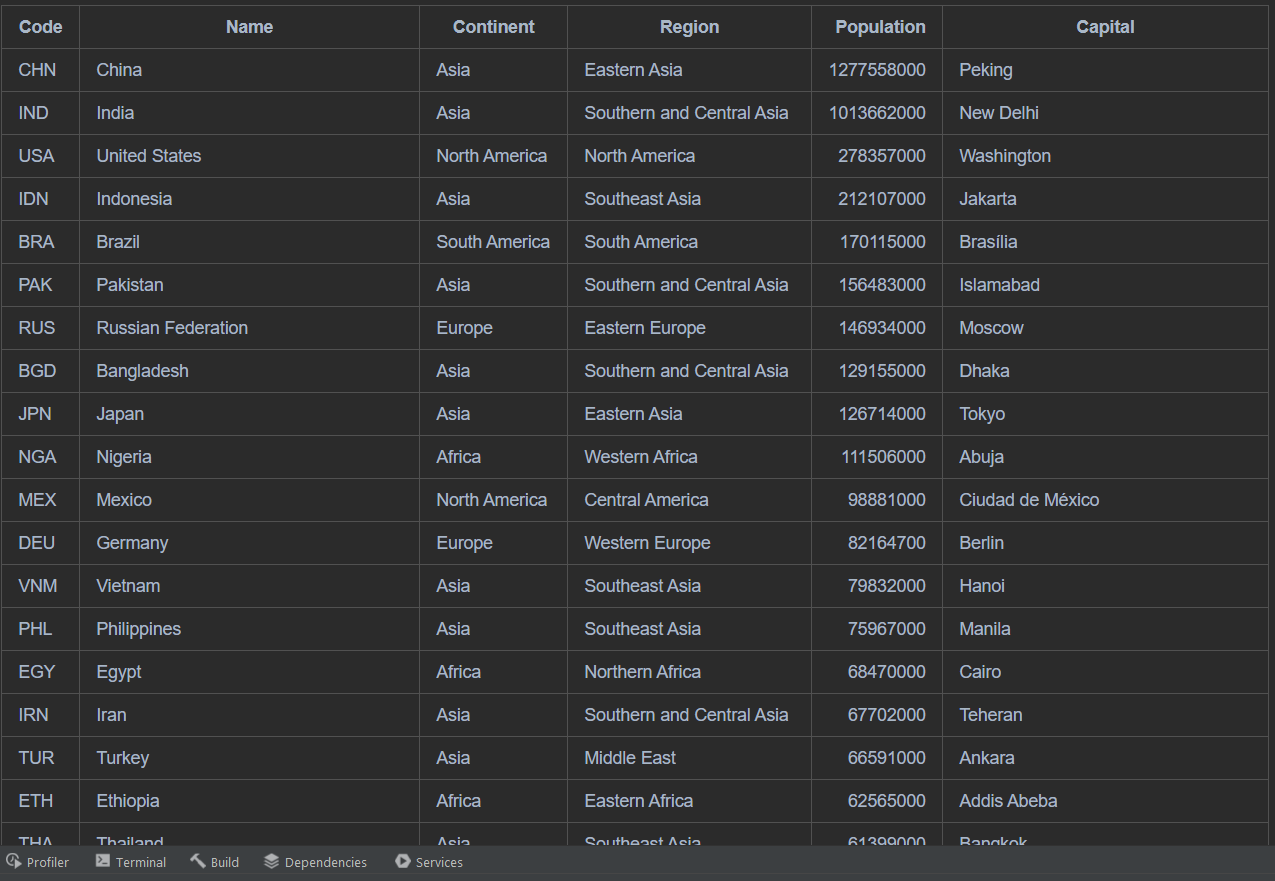 Code Name Continent Region Population Capital
CHN China Asia Eastern Asia 1277558000 Peking
IND India Asia Southern and Central Asia 1013662000 New Delhi
USA United States North America North America 278357000 Washington
IDN Indonesia Asia Southeast Asia 212107000 Jakarta
BRA Brazil South America South America 170115000 Brasília
PAK Pakistan Asia Southern and Central Asia 156483000 Islamabad
RUS Russian Federation Europe Eastern Europe 146934000 Moscow
BGD Bangladesh Asia Southern and Central Asia 129155000 Dhaka
JPN Japan Asia Eastern Asia 126714000 Tokyo
NGA Nigeria Africa Western Africa 111506000 Abuja
MEX Mexico North America Central America 98881000 Ciudad de México
DEU Germany Europe Western Europe 82164700 Berlin
VNM Vietnam Asia Southeast Asia 79832000 Hanoi
PHL Philippines Asia Southeast Asia 75967000 Manila
EGY Egypt Africa Northern Africa 68470000 Cairo
IRN Iran Asia Southern and Central Asia 67702000 Teheran
TUR Turkey Asia Middle East 66591000 Ankara
ETH Ethiopia Africa Eastern Africa 62565000 Addis Abeba
THA Thailand Asia Southeast Asia 61399000 Bangkok
Profiler Terminal Build Dependencies Services